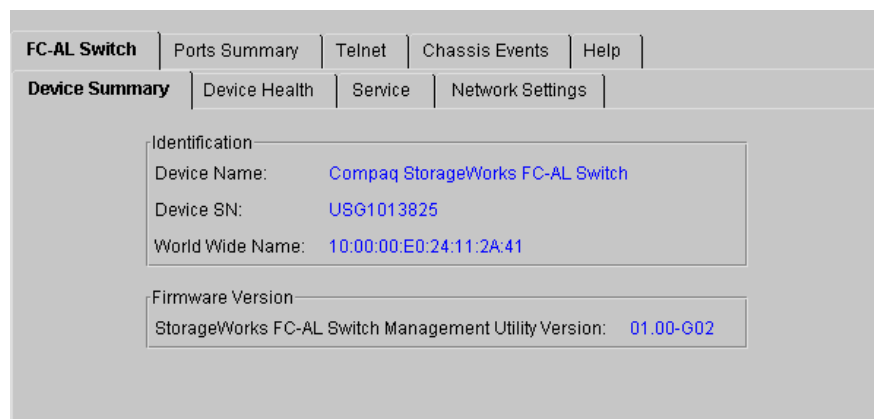 FC-AL Switch Ports Summary Telnet Chassis Events Help
Device Summary Device Health Service Network Settings
Identification
Device Name: Compaq StorageWorks FC-AL Switch
Device SN: USG1013825
World Wide Name: 10:00:00:E0:24:11:2A:41
Firmware Version
StorageWorks FC-AL Switch Management Utility Version: 01.00-G02